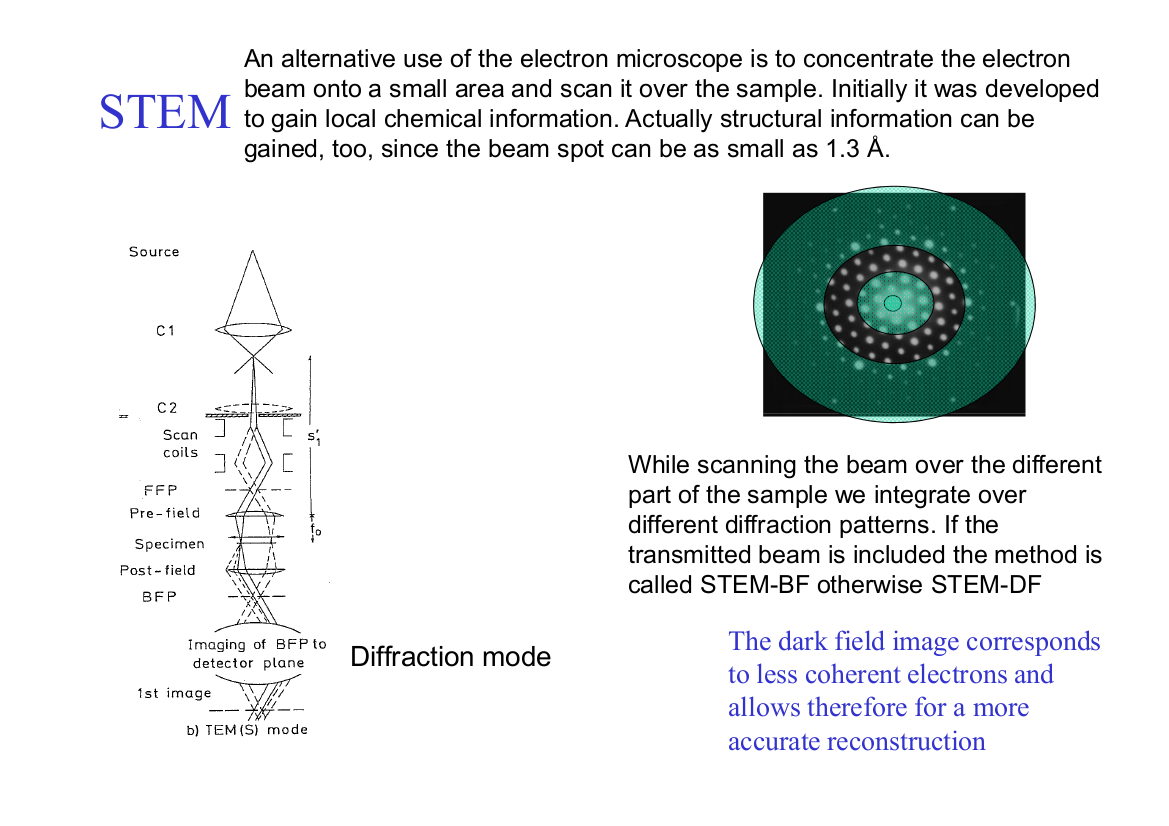 STEM
An alternative use of the electron microscope is to concentrate the electron
beam onto a small area and scan it over the sample. Initially it was developed
to gain local chemical information. Actually structural information can be
gained, too, since the beam spot can be as small as 1.3 Å.
Source
C1
C2
=
Scan
coils
s'1
FFP
Pre-field
fo
Specimen
Post-field
BFP
Imaging of BFP to
detector plane
1st image
b) TEM(S) mode
Diffraction mode
While scanning the beam over the different
part of the sample we integrate over
different diffraction patterns. If the
transmitted beam is included the method is
called STEM-BF otherwise STEM-DF
The dark field image corresponds
to less coherent electrons and
allows therefore for a more
accurate reconstruction